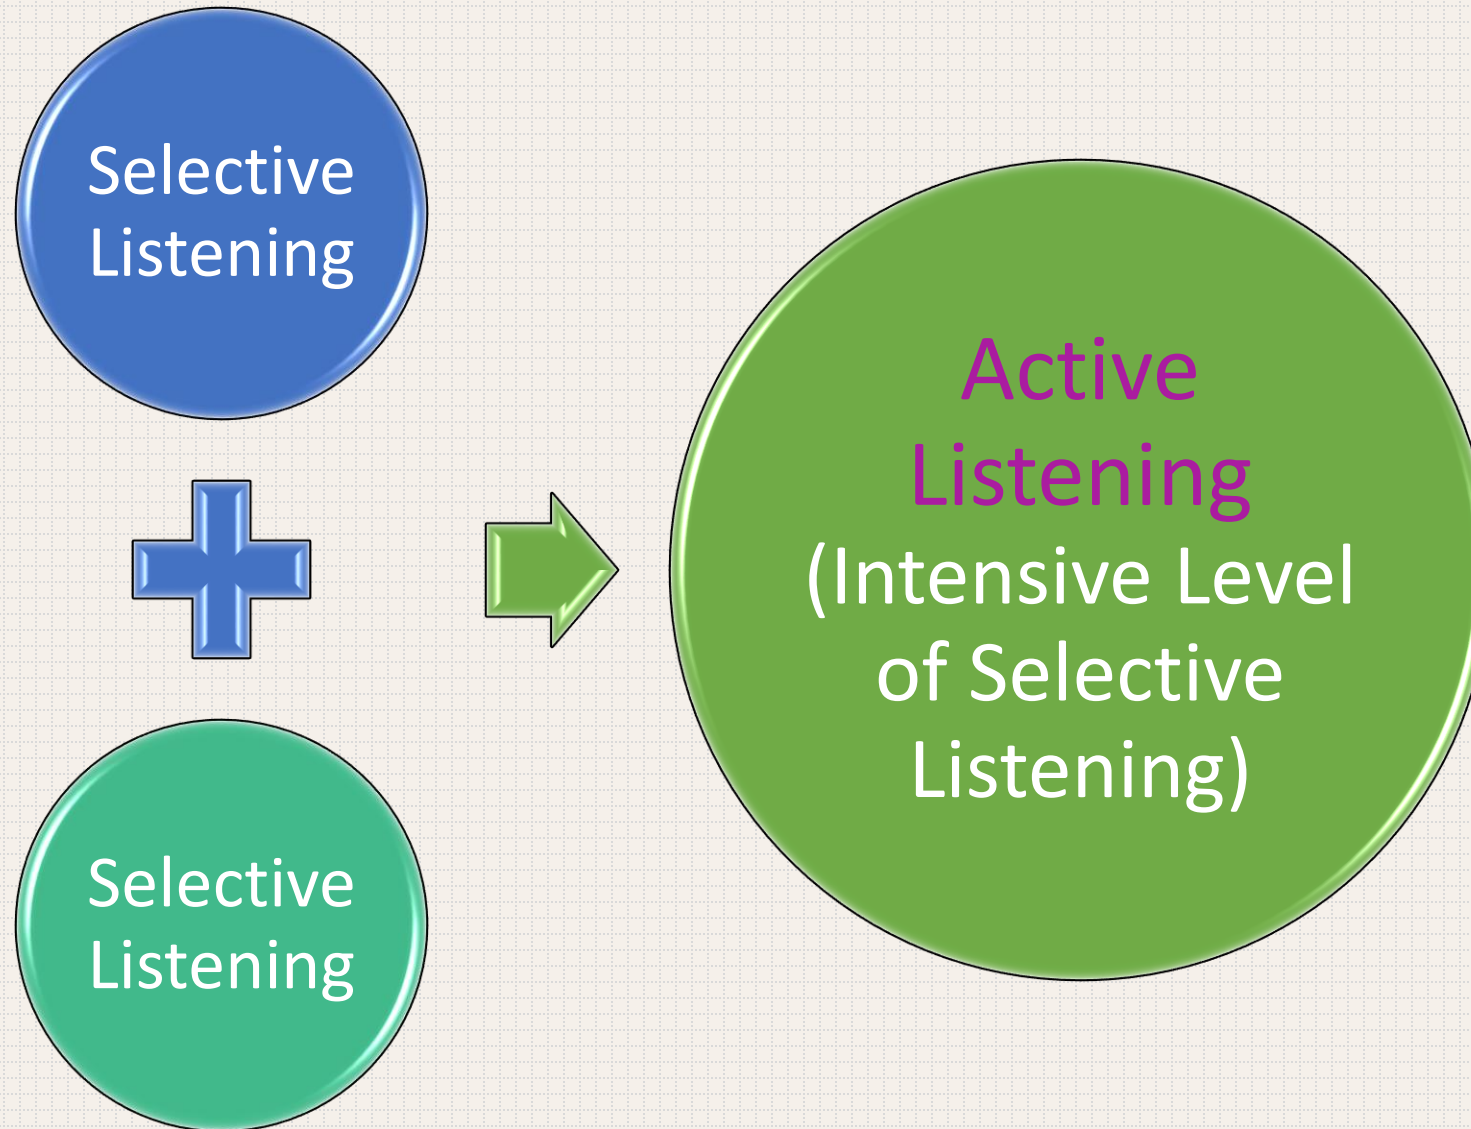 Selective
Listening
Selective
Listening
Active
Listening
(Intensive Level
of Selective
Listening)